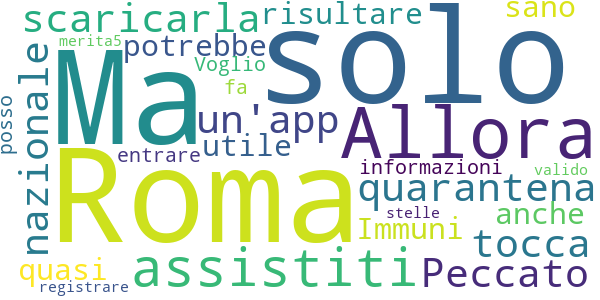 scaricarla
risultare
sano
merita5
potrebbe
solo
Ma
Voglio
fa
nazionale
posso
un'app
Allora
utile
entrare
Roma
informazioni
valido
quarantena
stelle
anche
Immuni
tocca
assistiti
Peccato
quasi
registrare